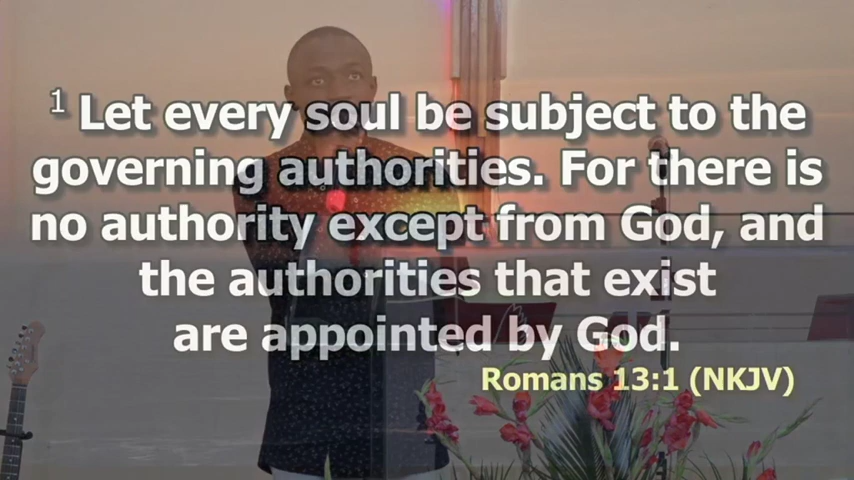 1 Let every soul be subject to the
governing authorities. For there is
no authority except from God, and
the authorities that exist
are appointed by God.
Romans 13:1 (NKJV)